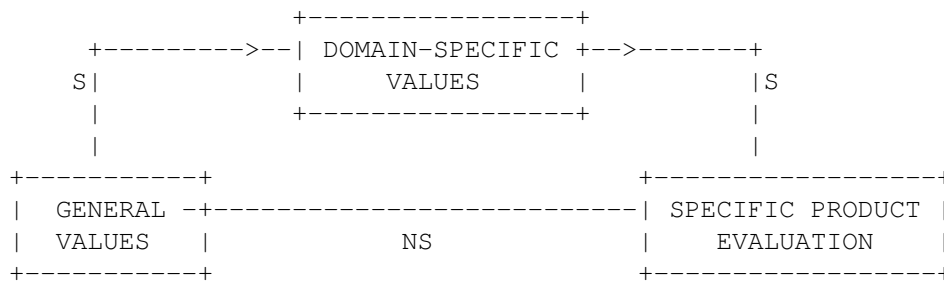 DOMAIN-SPECIFIC
S VALUES S
GENERAL SPECIFIC PRODUCT
VALUES NS EVALUATION